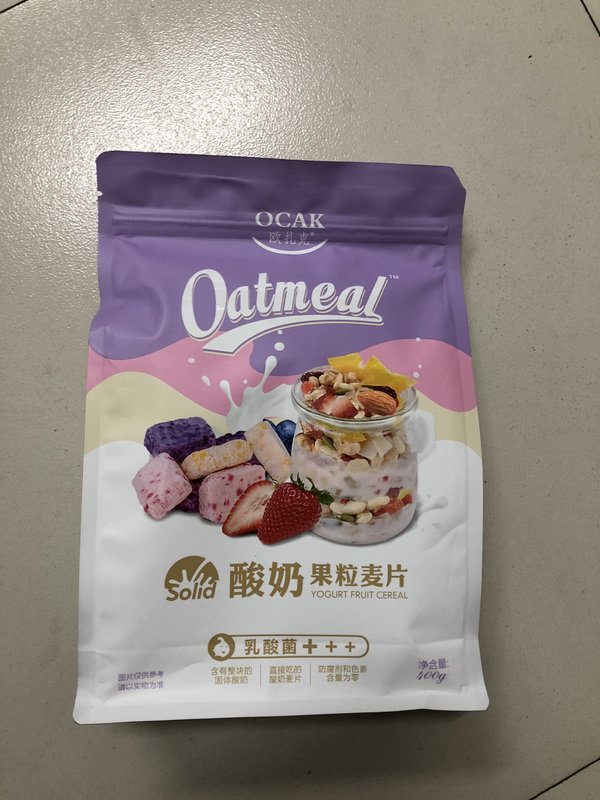 OCAK
欧扎克®
Oatmeal™
Solid
酸奶果粒麦片
YOGURT FRUIT CEREAL
乳酸菌+++
含有整块的
固体酸奶
直接吃的
酸奶麦片
防腐剂和色素
含量为零
图片仅供参考
请以实物为准
净含量:
400g